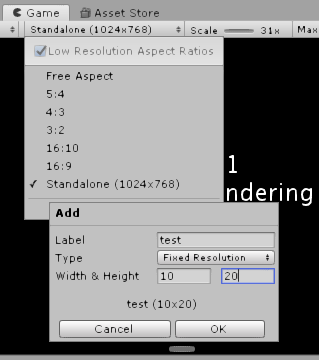 Game Asset Store
Standalone (1024x768) Scale 31x Max
Low Resolution Aspect Ratios
Free Aspect
5:4
4:3
3:2
16:10
16:9
Standalone (1024x768)
1
ndering
Add
Label test
Type Fixed Resolution
Width & Height 10 20
test (10x20)
Cancel OK